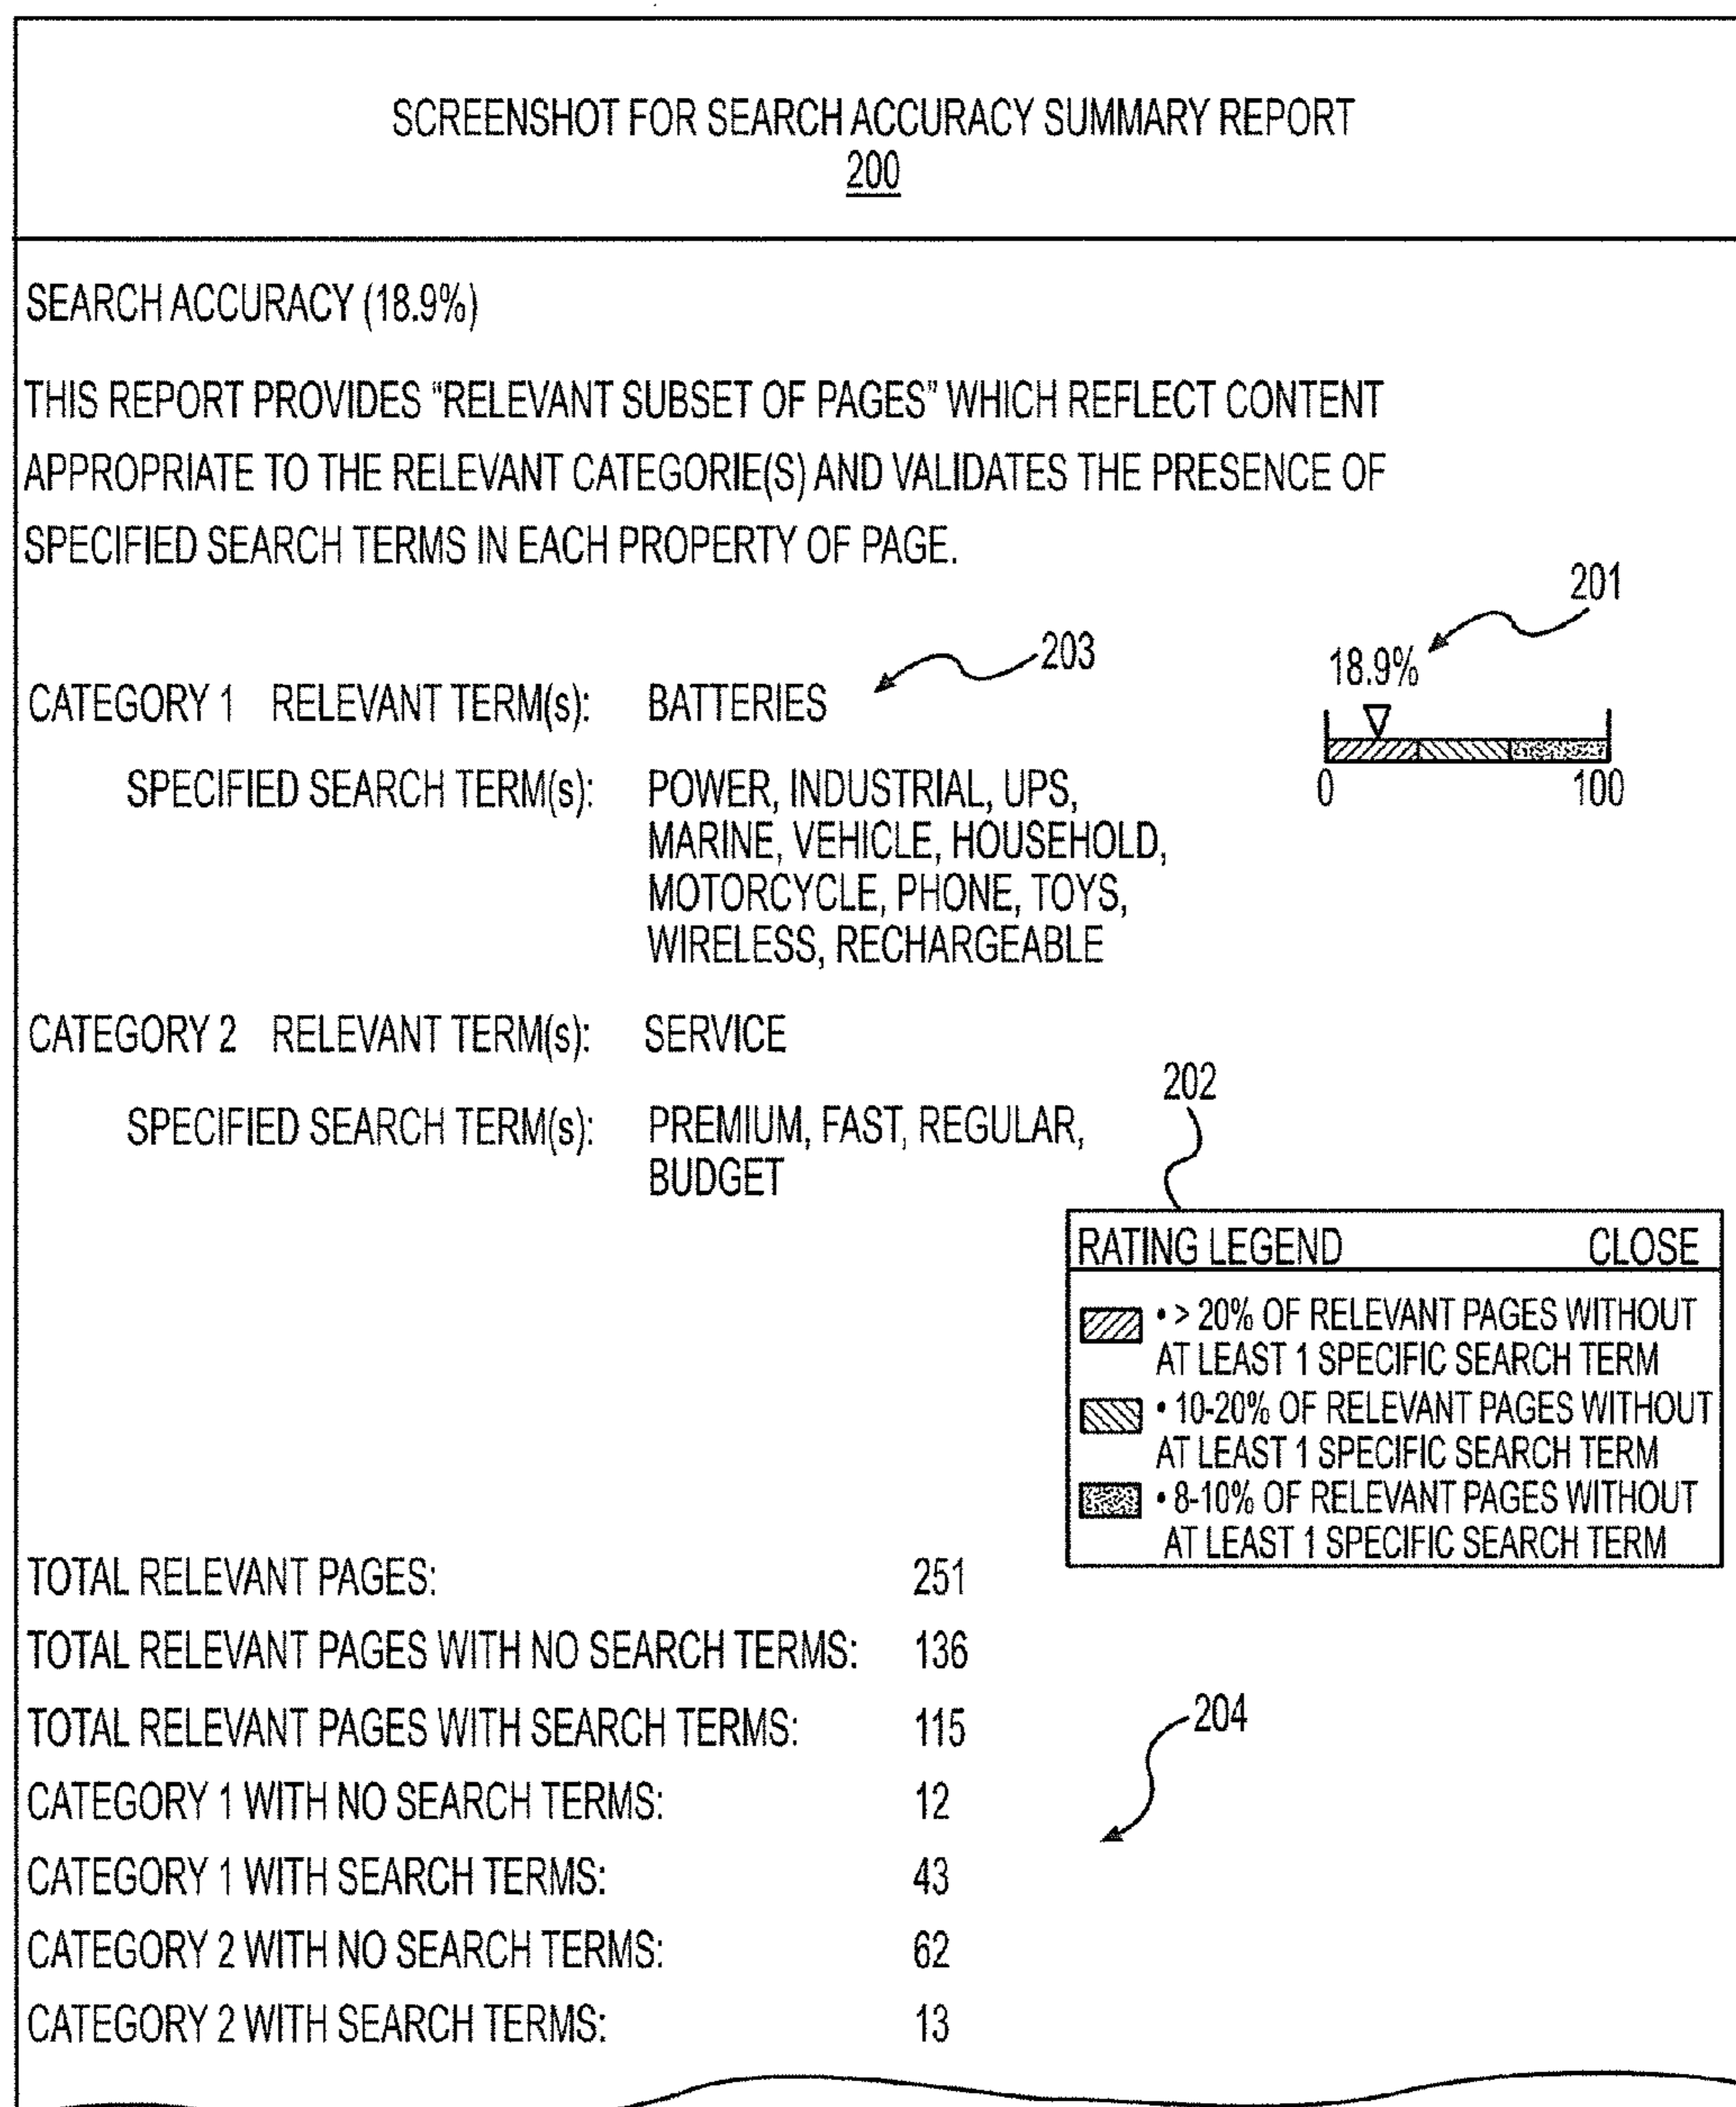 SCREENSHOT FOR SEARCH ACCURACY SUMMARY REPORT
200
SEARCH ACCURACY (18.9%)
THIS REPORT PROVIDES "RELEVANT SUBSET OF PAGES" WHICH REFLECT CONTENT
APPROPRIATE TO THE RELEVANT CATEGORIE(S) AND VALIDATES THE PRESENCE OF
SPECIFIED SEARCH TERMS IN EACH PROPERTY OF PAGE.
201
203
18.9%
CATEGORY 1 RELEVANT TERM(s): BATTERIES
0 100
SPECIFIED SEARCH TERM(s): POWER, INDUSTRIAL, UPS,
MARINE, VEHICLE, HOUSEHOLD,
MOTORCYCLE, PHONE, TOYS,
WIRELESS, RECHARGEABLE
CATEGORY 2 RELEVANT TERM(s): SERVICE
SPECIFIED SEARCH TERM(s): PREMIUM, FAST, REGULAR,
BUDGET
202
RATING LEGEND CLOSE
• > 20% OF RELEVANT PAGES WITHOUT
AT LEAST 1 SPECIFIC SEARCH TERM
• 10-20% OF RELEVANT PAGES WITHOUT
AT LEAST 1 SPECIFIC SEARCH TERM
• 8-10% OF RELEVANT PAGES WITHOUT
AT LEAST 1 SPECIFIC SEARCH TERM
TOTAL RELEVANT PAGES: 251
TOTAL RELEVANT PAGES WITH NO SEARCH TERMS: 136
TOTAL RELEVANT PAGES WITH SEARCH TERMS: 115
204
CATEGORY 1 WITH NO SEARCH TERMS: 12
CATEGORY 1 WITH SEARCH TERMS: 43
CATEGORY 2 WITH NO SEARCH TERMS: 62
CATEGORY 2 WITH SEARCH TERMS: 13